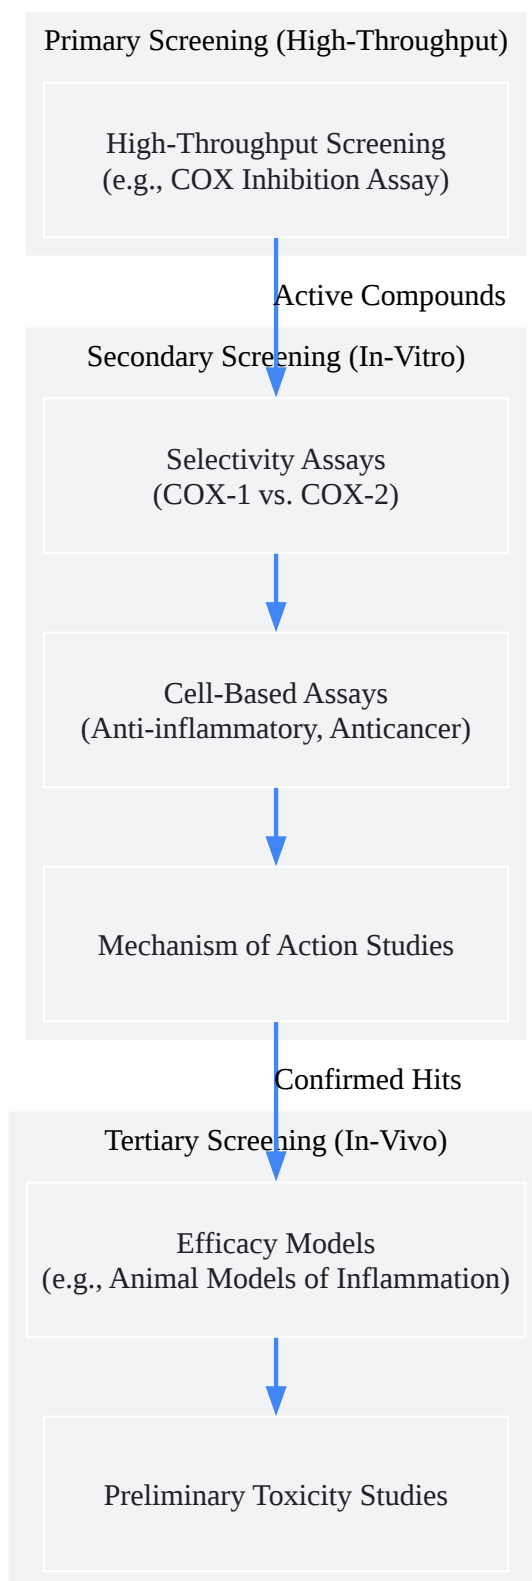 Primary Screening (High-Throughput)
High-Throughput Screening
(e.g., COX Inhibition Assay)
Active Compounds
Secondary Screening (In-Vitro)
Selectivity Assays
(COX-1 vs. COX-2)
Cell-Based Assays
(Anti-inflammatory, Anticancer)
Mechanism of Action Studies
Confirmed Hits
Tertiary Screening (In-Vivo)
Efficacy Models
(e.g., Animal Models of Inflammation)
Preliminary Toxicity Studies